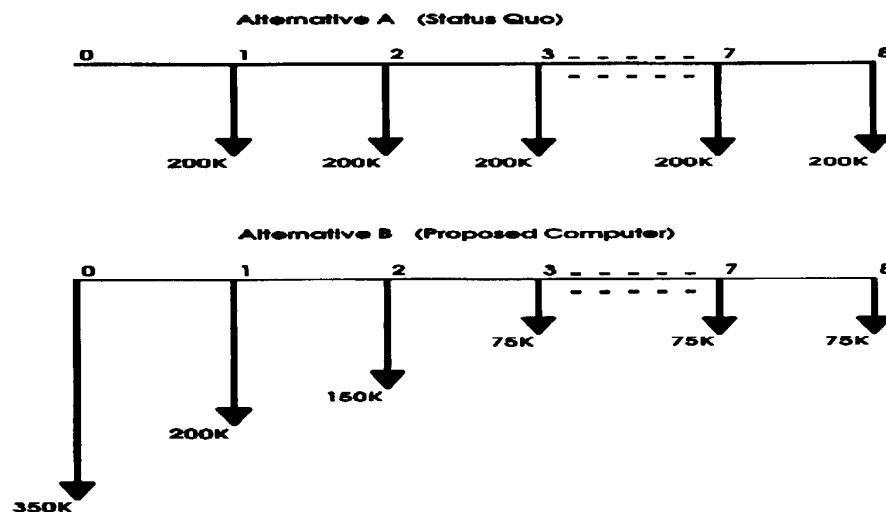 Alternative A (Status Quo)
0 1 2 3 7 8
200K 200K 200K 200K 200K
Alternative B (Proposed Computer)
0 1 2 3 7 8
75K 75K 75K
150K
200K
350K